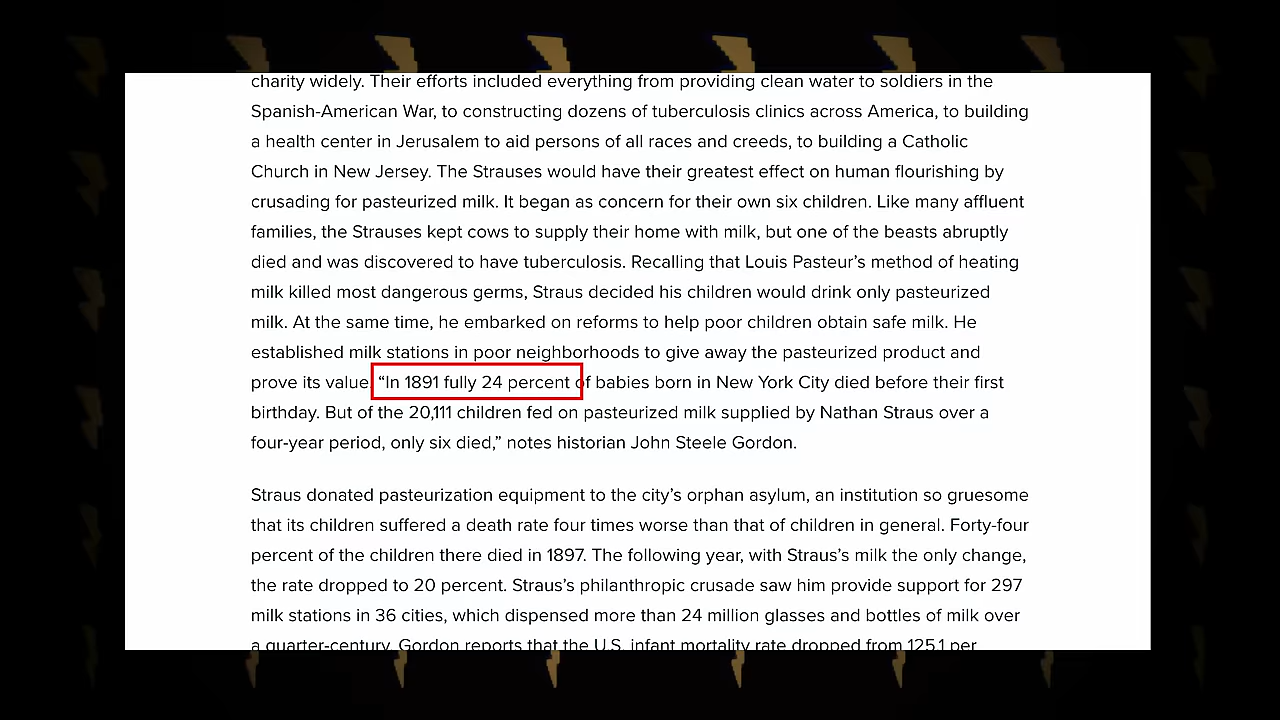 charity widely. Their efforts included everything from providing clean water to soldiers in the
Spanish-American War, to constructing dozens of tuberculosis clinics across America, to building
a health center in Jerusalem to aid persons of all races and creeds, to building a Catholic
Church in New Jersey. The Strauses would have their greatest effect on human flourishing by
crusading for pasteurized milk. It began as concern for their own six children. Like many affluent
families, the Strauses kept cows to supply their home with milk, but one of the beasts abruptly
died and was discovered to have tuberculosis. Recalling that Louis Pasteur’s method of heating
milk killed most dangerous germs, Straus decided his children would drink only pasteurized
milk. At the same time, he embarked on reforms to help poor children obtain safe milk. He
established milk stations in poor neighborhoods to give away the pasteurized product and
prove its value. “In 1891 fully 24 percent of babies born in New York City died before their first
birthday. But of the 20,111 children fed on pasteurized milk supplied by Nathan Straus over a
four-year period, only six died,” notes historian John Steele Gordon.
Straus donated pasteurization equipment to the city’s orphan asylum, an institution so gruesome
that its children suffered a death rate four times worse than that of children in general. Forty-four
percent of the children there died in 1897. The following year, with Straus’s milk the only change,
the rate dropped to 20 percent. Straus’s philanthropic crusade saw him provide support for 297
milk stations in 36 cities, which dispensed more than 24 million glasses and bottles of milk over
a quarter-century. Gordon reports that the U.S. infant mortality rate dropped from 125.1 per